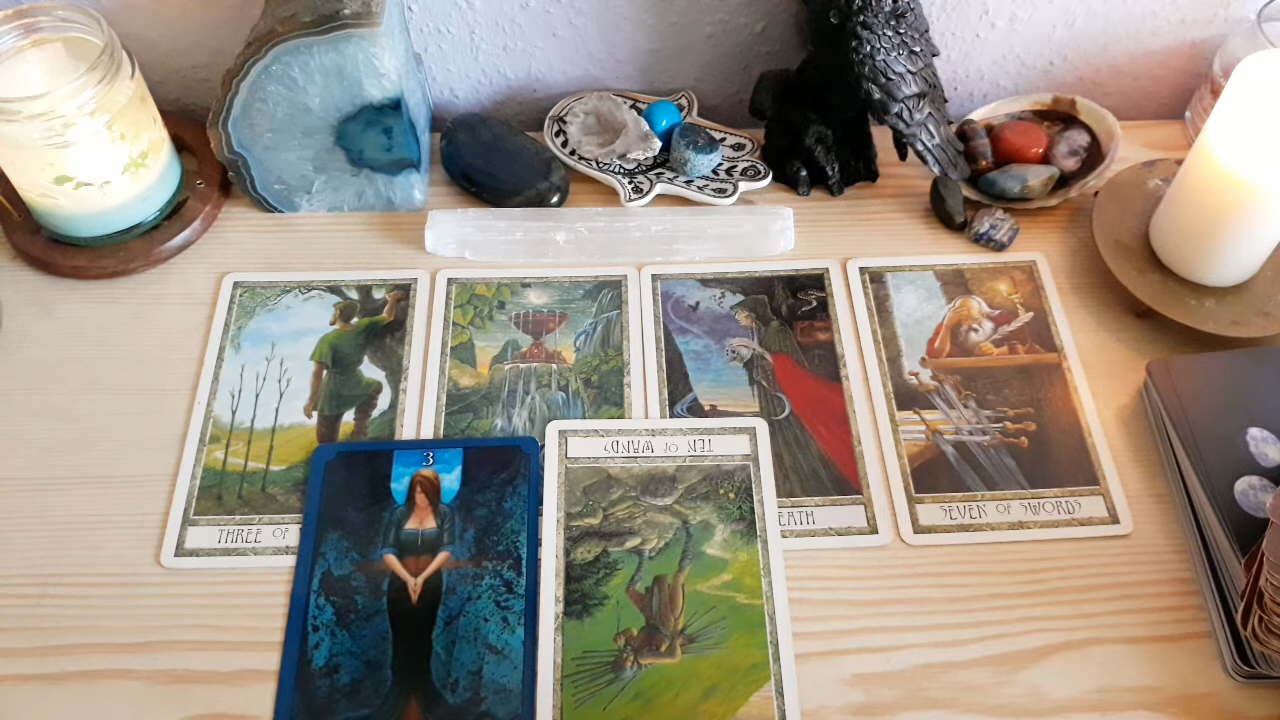 THREE OF
EATH
SEVEN OF SWORDS
3
TEN OF WANDS